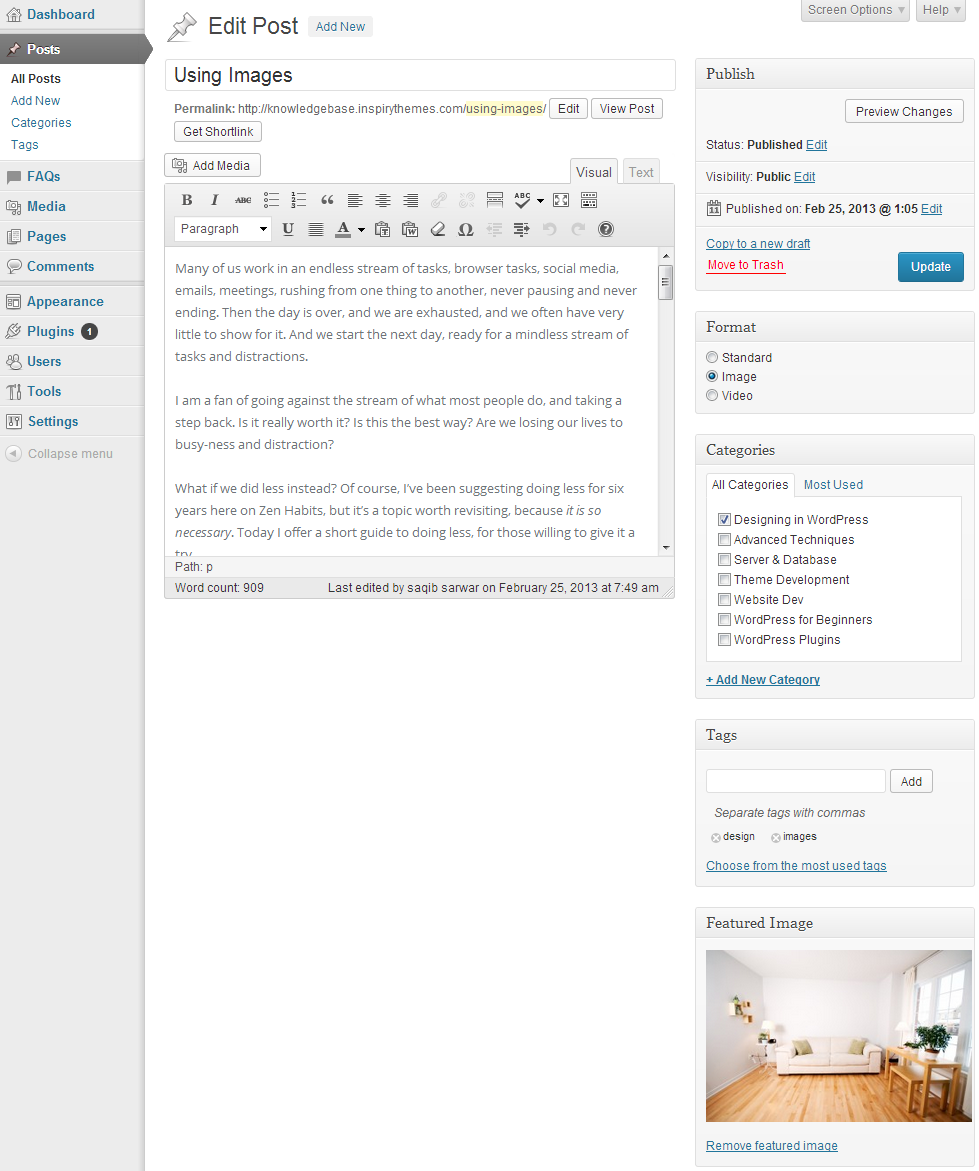 Dashboard
Posts
All Posts
Add New
Categories
Tags
FAQs
Media
Pages
Comments
Appearance
Plugins 1
Users
Tools
Settings
Collapse menu
Screen Options
Help
Edit Post
Add New
Using Images
Permalink: http://knowledgebase.inspirythemes.com/using-images/
Edit
View Post
Get Shortlink
Add Media
Visual
Text
B
I
ABC
ABC
Paragraph
U
A
Many of us work in an endless stream of tasks, browser tasks, social media,
emails, meetings, rushing from one thing to another, never pausing and never
ending. Then the day is over, and we are exhausted, and we often have very
little to show for it. And we start the next day, ready for a mindless stream of
tasks and distractions.
I am a fan of going against the stream of what most people do, and taking a
step back. Is it really worth it? Is this the best way? Are we losing our lives to
busy-ness and distraction?
What if we did less instead? Of course, I've been suggesting doing less for six
years here on Zen Habits, but it's a topic worth revisiting, because it is so
necessary. Today I offer a short guide to doing less, for those willing to give it a
try.
Path: p
Word count: 909
Last edited by saqib sarwar on February 25, 2013 at 7:49 am
Publish
Preview Changes
Status: Published Edit
Visibility: Public Edit
11 Published on: Feb 25, 2013 @ 1:05 Edit
Copy to a new draft
Move to Trash
Update
Format
Standard
Image
Video
Categories
All Categories
Most Used
Designing in WordPress
Advanced Techniques
Server & Database
Theme Development
Website Dev
WordPress for Beginners
WordPress Plugins
+ Add New Category
Tags
Add
Separate tags with commas
design
images
Choose from the most used tags
Featured Image
Remove featured image